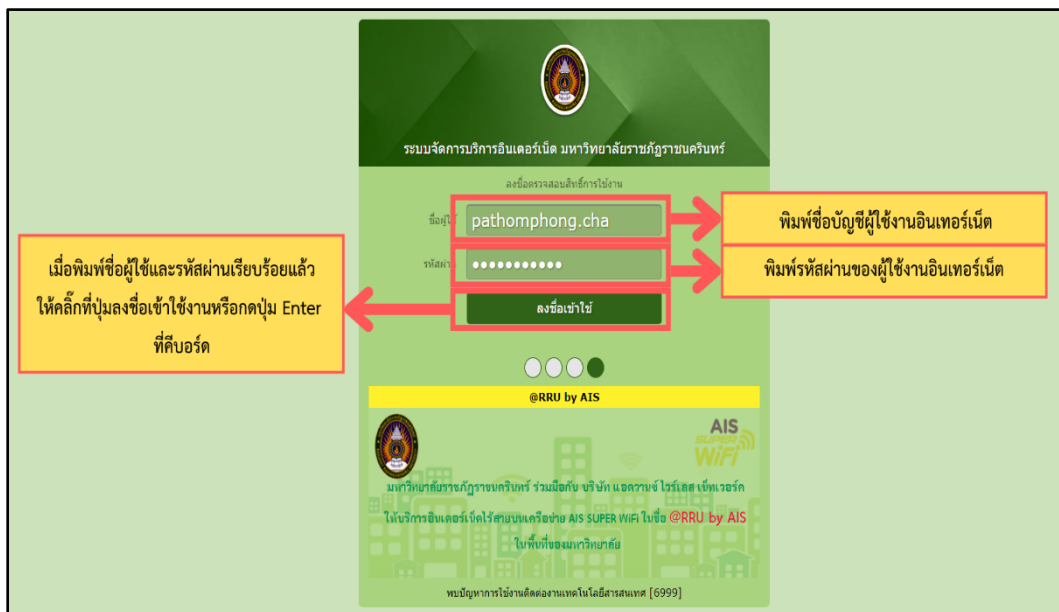 ระบบจัดการบริการอินเตอร์เน็ต มหาวิทยาลัยราชภัฏราชนครินทร์
ลงชื่อตรวจสอบสิทธิ์การใช้งาน
ชื่อผู้ใช้
pathomphong.cha
พิมพ์ชื่อบัญชีผู้ใช้งานอินเทอร์เน็ต
รหัสผ่าน
พิมพ์รหัสผ่านของผู้ใช้งานอินเทอร์เน็ต
เมื่อพิมพ์ชื่อผู้ใช้และรหัสผ่านเรียบร้อยแล้ว
ให้คลิ๊กที่ปุ่มลงชื่อเข้าใช้งานหรือกดปุ่ม Enter
ที่คีบอร์ด
ลงชื่อเข้าใช้
@RRU by AIS
AIS
SUPER
WiFi
มหาวิทยาลัยราชภัฏราชนครินทร์ ร่วมมือกับ บริษัท แอดวานซ์ ไวร์เลส เน็ทเวอร์ค
ให้บริการอินเตอร์เน็ตไร้สายบนเครือข่าย AIS SUPER WiFi ในชื่อ @RRU by AIS
ในพื้นที่ของมหาวิทยาลัย
พบปัญหาการใช้งานติดต่องานเทคโนโลยีสารสนเทศ [6999]